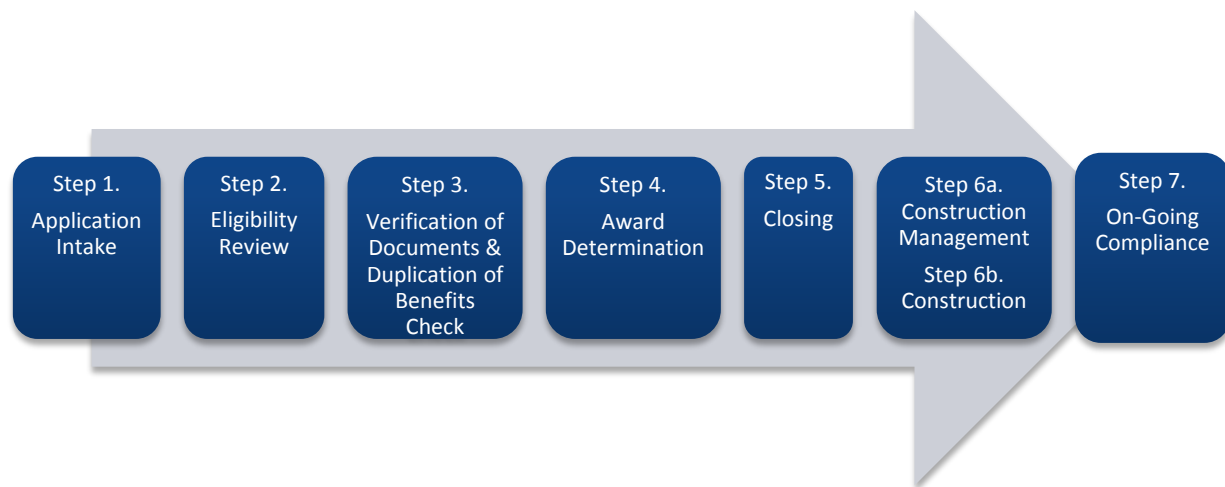 Step 1.
Application
Intake
Step 2.
Eligibility
Review
Step 3.
Verification of
Documents &
Duplication of
Benefits
Check
Step 4.
Award
Determination
Step 5.
Closing
Step 6a.
Construction
Management
Step 6b.
Construction
Step 7.
On-Going
Compliance